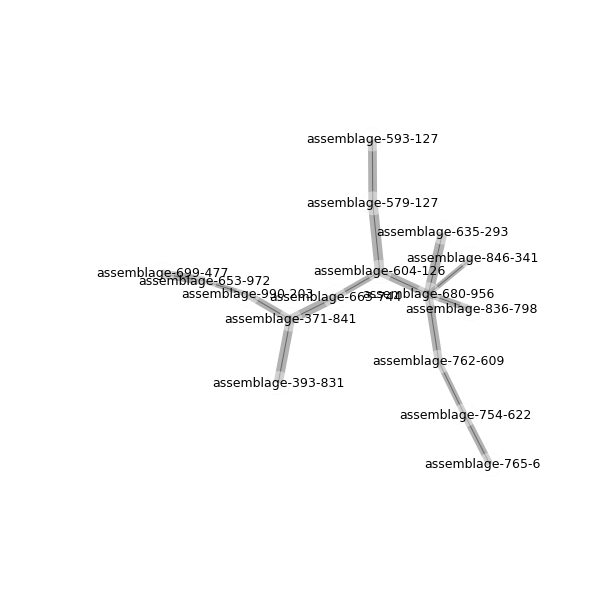 assemblage-593-127
assemblage-579-127
assemblage-635-293
assemblage-846-341
assemblage-604-126
assemblage-699-477
assemblage-653-972
assemblage-990-203
assemblage-663-744
assemblage-680-956
assemblage-836-798
assemblage-371-841
assemblage-762-609
assemblage-393-831
assemblage-754-622
assemblage-765-6